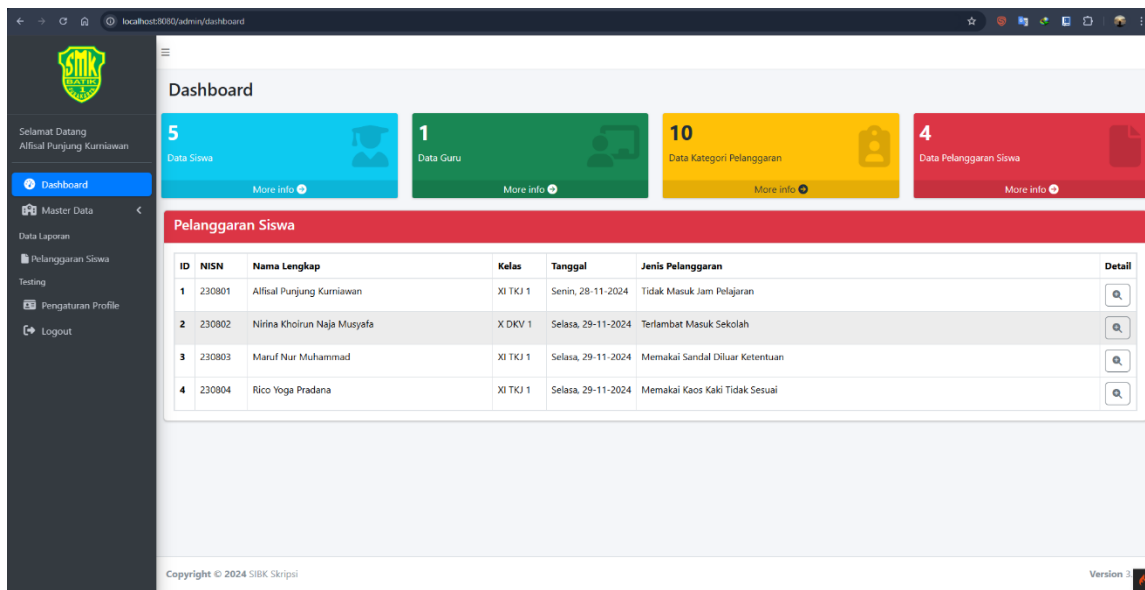 localhost:8080/admin/dashboard
SMK
BATIK
1
Selamat Datang
Alfisal Punjung Kurniawan
Dashboard
Master Data
Data Laporan
Pelanggaran Siswa
Testing
Pengaturan Profile
Logout
Dashboard
5
Data Siswa
More info
1
Data Guru
More info
10
Data Kategori Pelanggaran
More info
4
Data Pelanggaran Siswa
More info
Pelanggaran Siswa
ID NISN Nama Lengkap Kelas Tanggal Jenis Pelanggaran Detail
1 230801 Alfisal Punjung Kurniawan XI TKJ 1 Senin, 28-11-2024 Tidak Masuk Jam Pelajaran
2 230802 Nirina Khoirun Naja Musyafa X DKV 1 Selasa, 29-11-2024 Terlambat Masuk Sekolah
3 230803 Maruf Nur Muhammad XI TKJ 1 Selasa, 29-11-2024 Memakai Sandal Diluar Ketentuan
4 230804 Rico Yoga Pradana XI TKJ 1 Selasa, 29-11-2024 Memakai Kaos Kaki Tidak Sesuai
Copyright © 2024 SIBK Skripsi
Version 3.